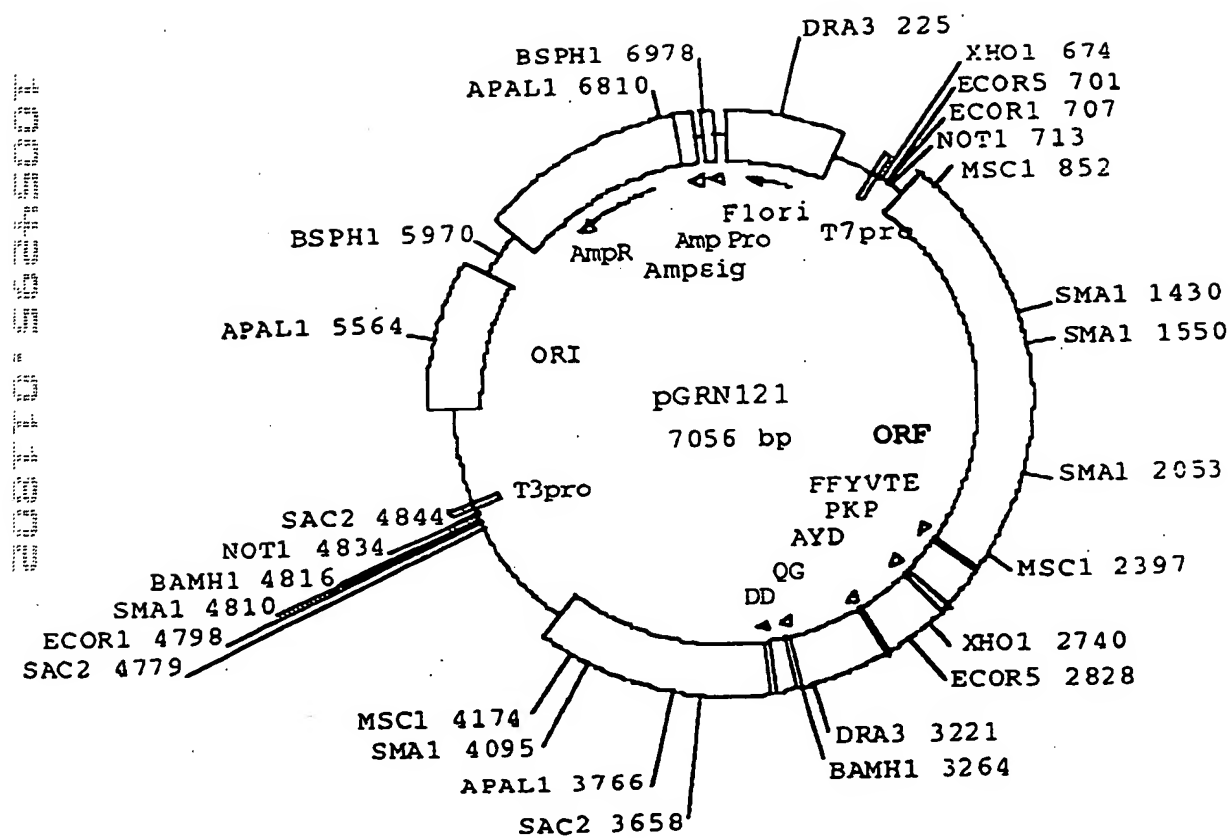 DRA3 225
BSPH1 6978
XHO1 674
APAL1 6810
ECOR5 701
ECOR1 707
NOT1 713
MSC1 852
F1ori
T7pro
BSPH1 5970
AmpR
Amp Pro
Ampsig
SMA1 1430
APAL1 5564
SMA1 1550
ORI
pGRN121
7056 bp
ORF
SMA1 2053
FFYVTE
T3pro
PKP
SAC2 4844
AYD
NOT1 4834
MSC1 2397
BAMH1 4816
QG
SMA1 4810
DD
ECOR1 4798
XHO1 2740
SAC2 4779
ECOR5 2828
MSC1 4174
DRA3 3221
SMA1 4095
BAMH1 3264
APAL1 3766
SAC2 3658